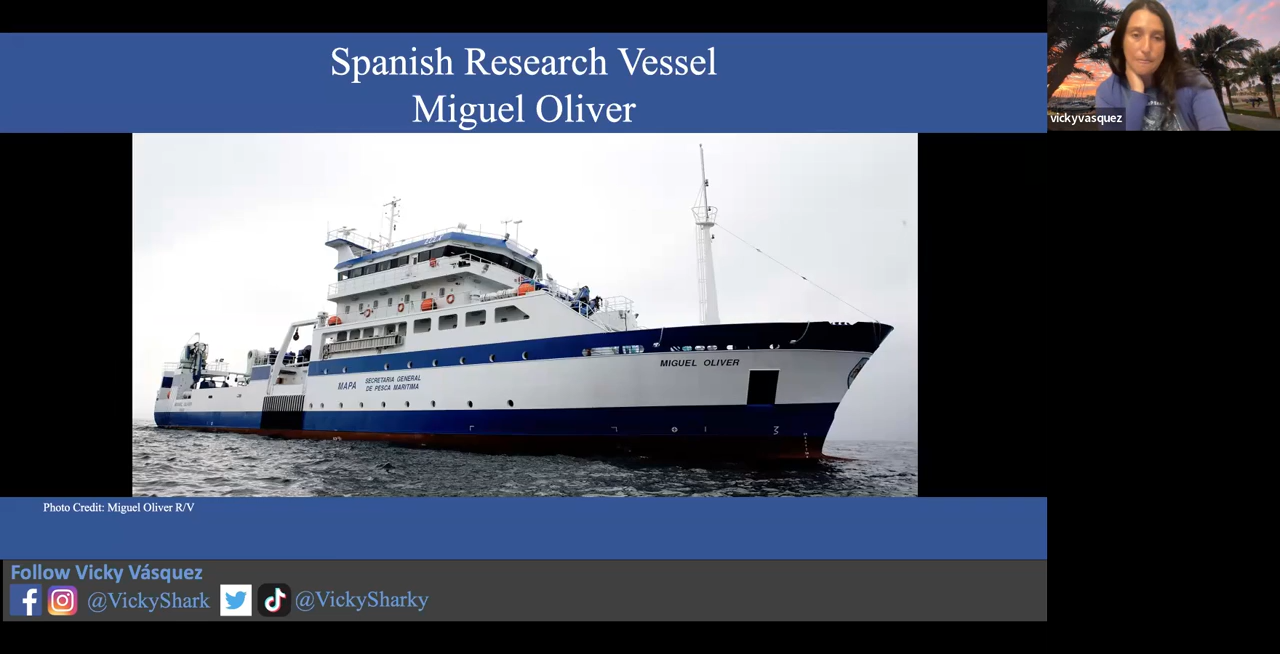 Spanish Research Vessel
Miguel Oliver
vickyvasquez
MIGUEL OLIVER
MAPA
SECRETARIA GENERAL
DE PESCA MARITIMA
Photo Credit: Miguel Oliver R/V
Follow Vicky Vásquez
@VickyShark
@VickySharky